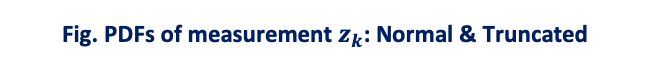 Fig. PDFs of measurement z_k: Normal & Truncated